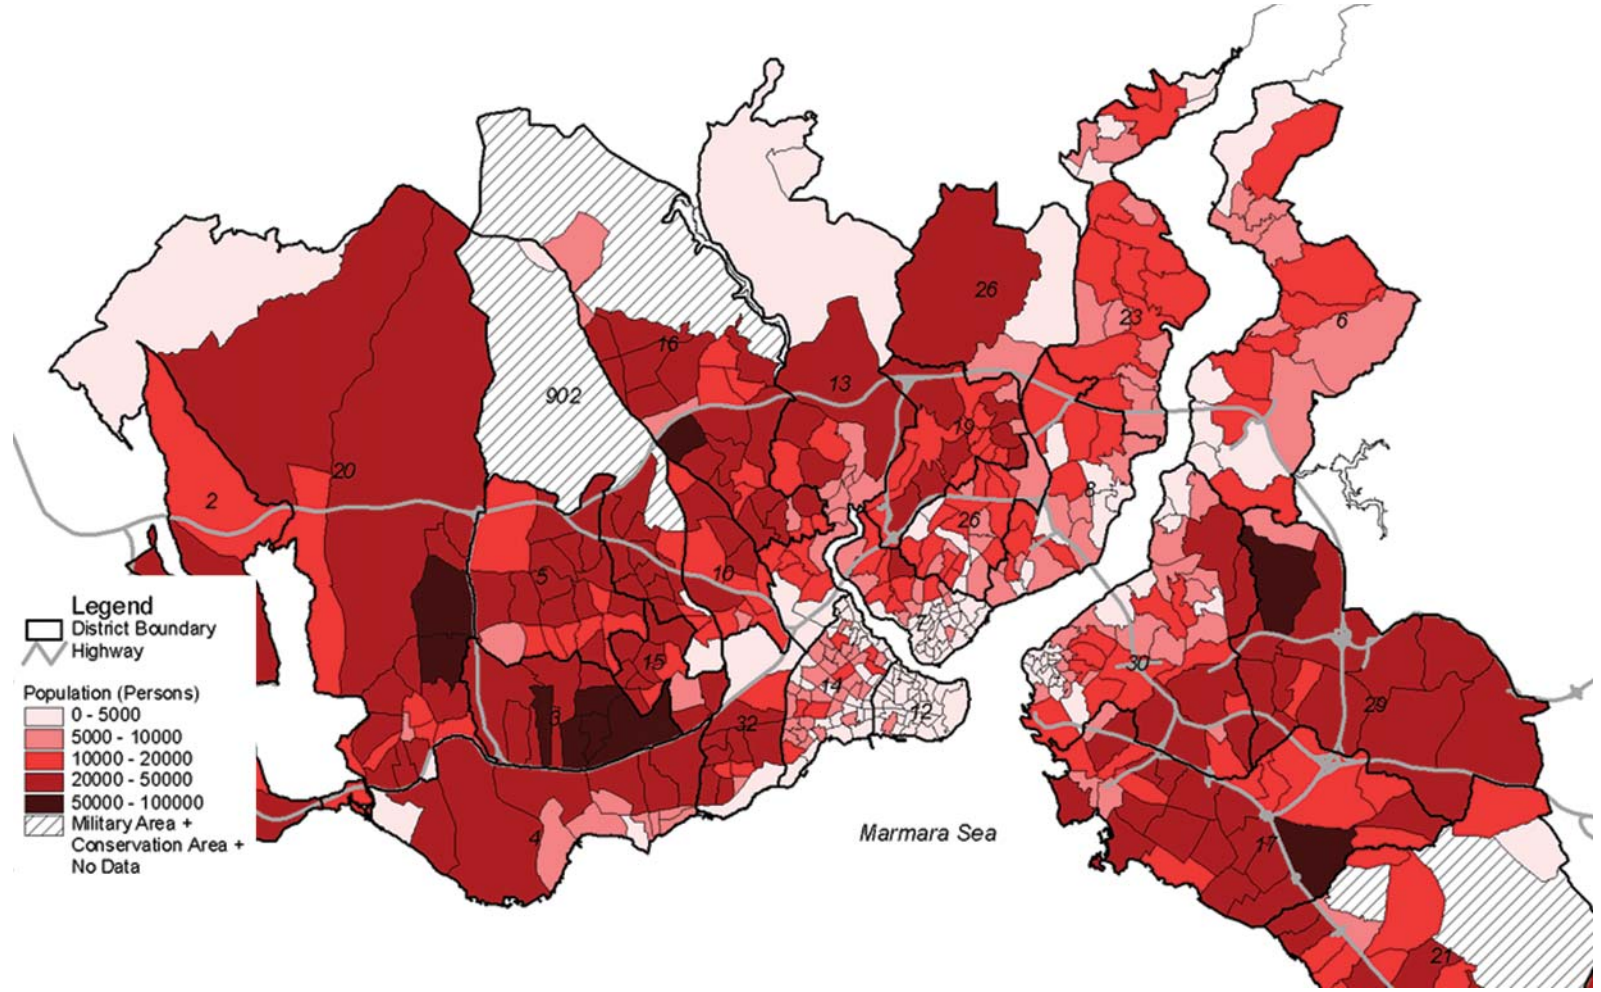 26
23
6
16
902
13
19
20
2
8
26
5
10
15
7
30
14
3
32
12
29
4
17
21
Marmara Sea
Legend
District Boundary
Highway
Population (Persons)
0 - 5000
5000 - 10000
10000 - 20000
20000 - 50000
50000 - 100000
Military Area +
Conservation Area +
No Data